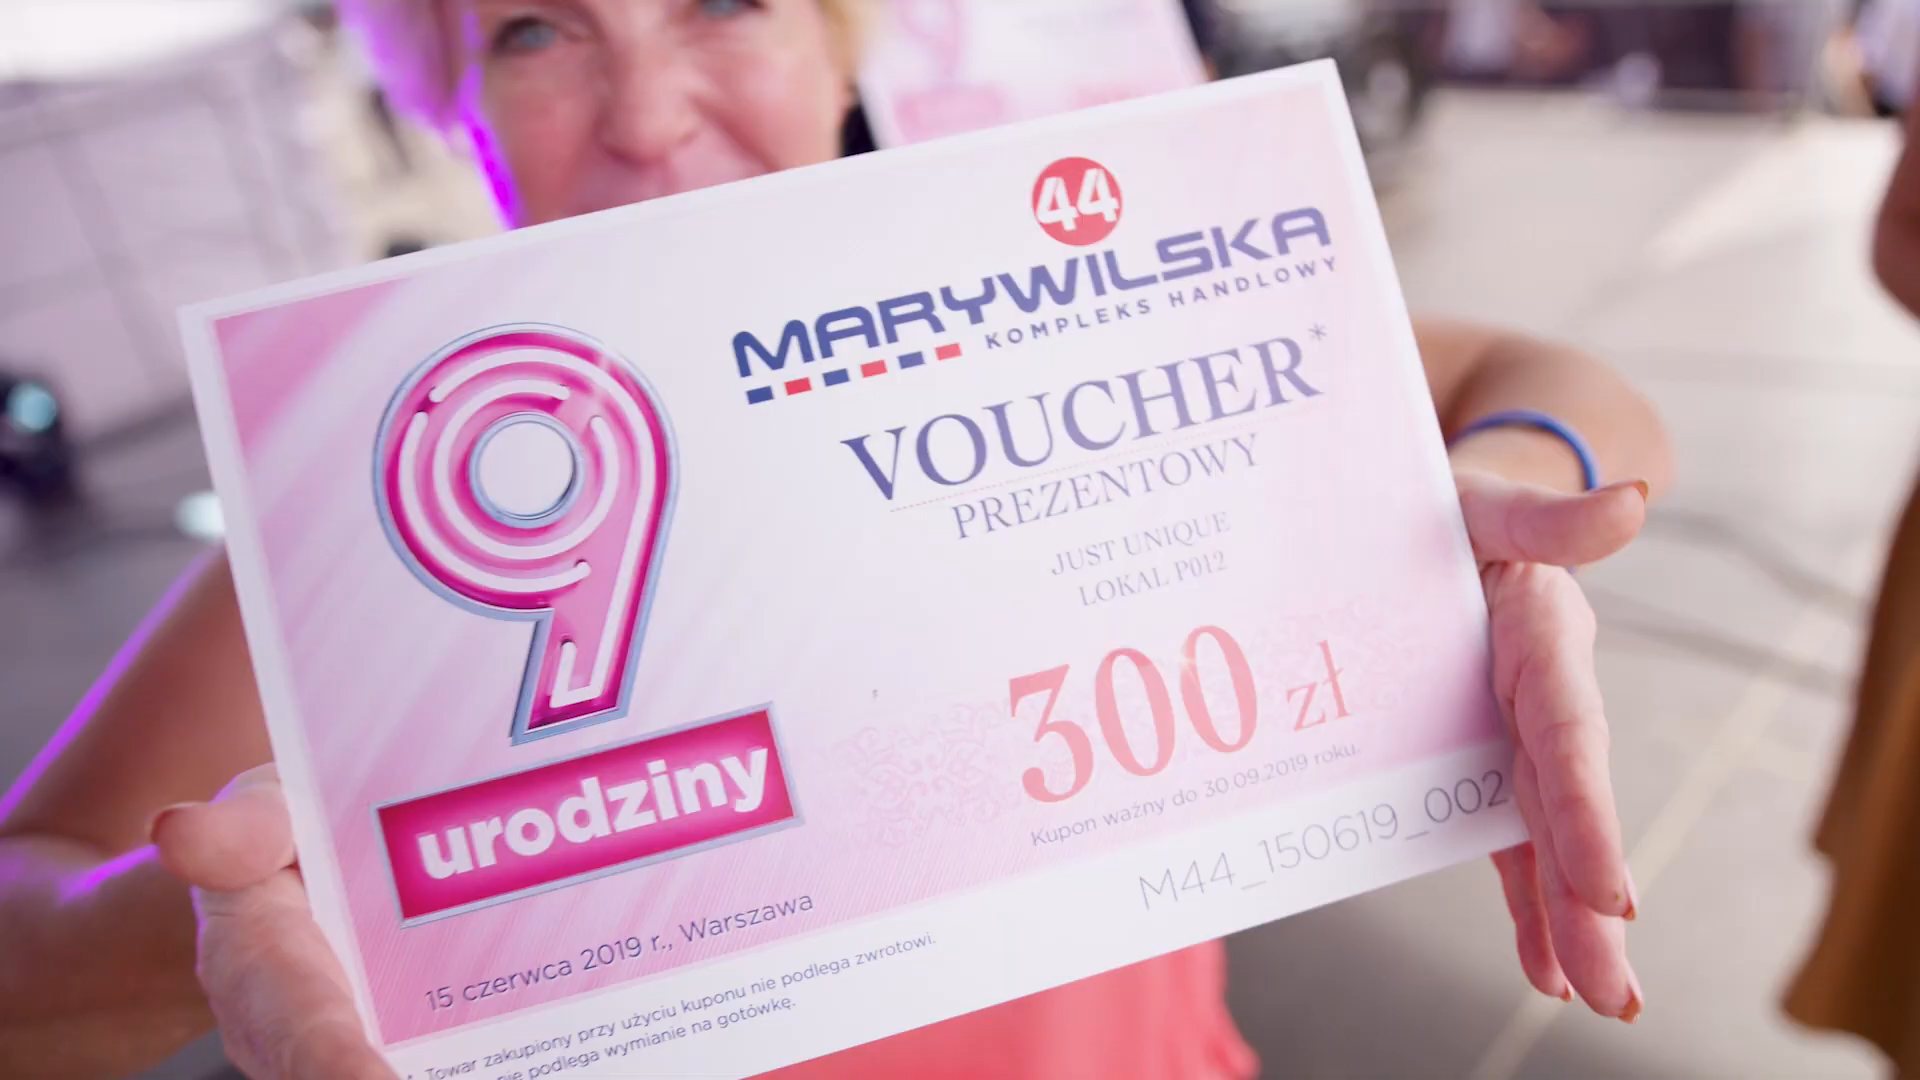 9
urodziny
15 czerwca 2019 r., Warszawa
44
MARYWILSKA
KOMPLEKS HANDLOWY
VOUCHER*
PREZENTOWY
JUST UNIQUE
LOKAL P012
300 zł
Kupon ważny do 30.09.2019 roku.
M44_150619_002
* Towar zakupiony przy użyciu kuponu nie podlega zwrotowi.
nie podlega wymianie na gotówkę.